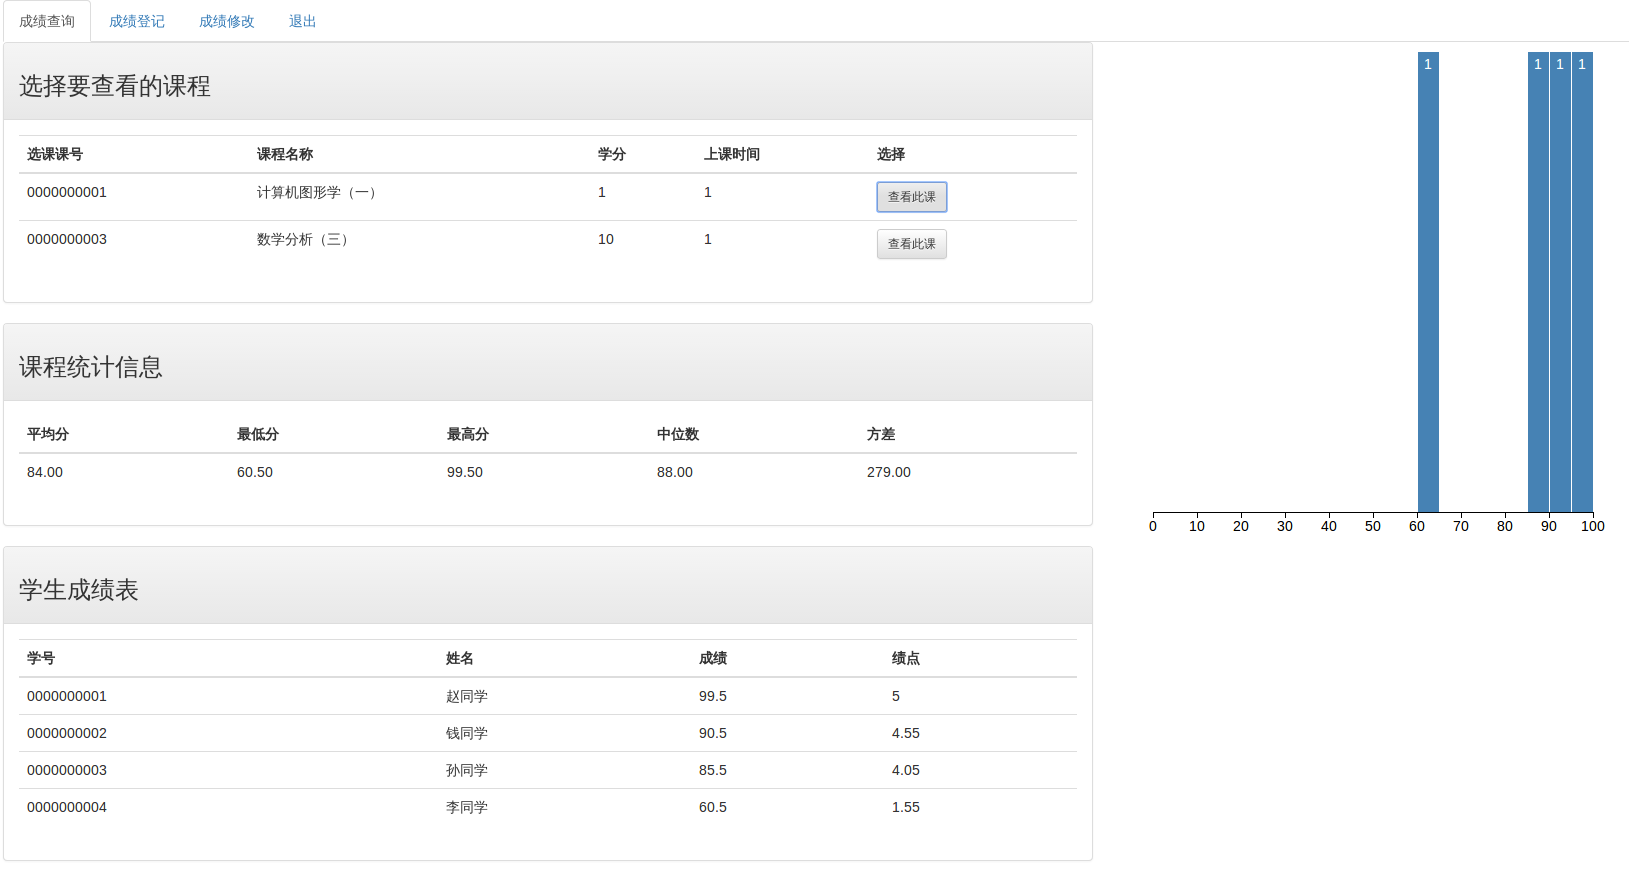 成绩查询 成绩登记 成绩修改 退出
选择要查看的课程
选课课号 课程名称 学分 上课时间 选择
0000000001 计算机图形学（一） 1 1 查看此课
0000000003 数学分析（三） 10 1 查看此课
课程统计信息
平均分 最低分 最高分 中位数 方差
84.00 60.50 99.50 88.00 279.00
学生成绩表
学号 姓名 成绩 绩点
0000000001 赵同学 99.5 5
0000000002 钱同学 90.5 4.55
0000000003 孙同学 85.5 4.05
0000000004 李同学 60.5 1.55
1 1 1 1
0 10 20 30 40 50 60 70 80 90 100